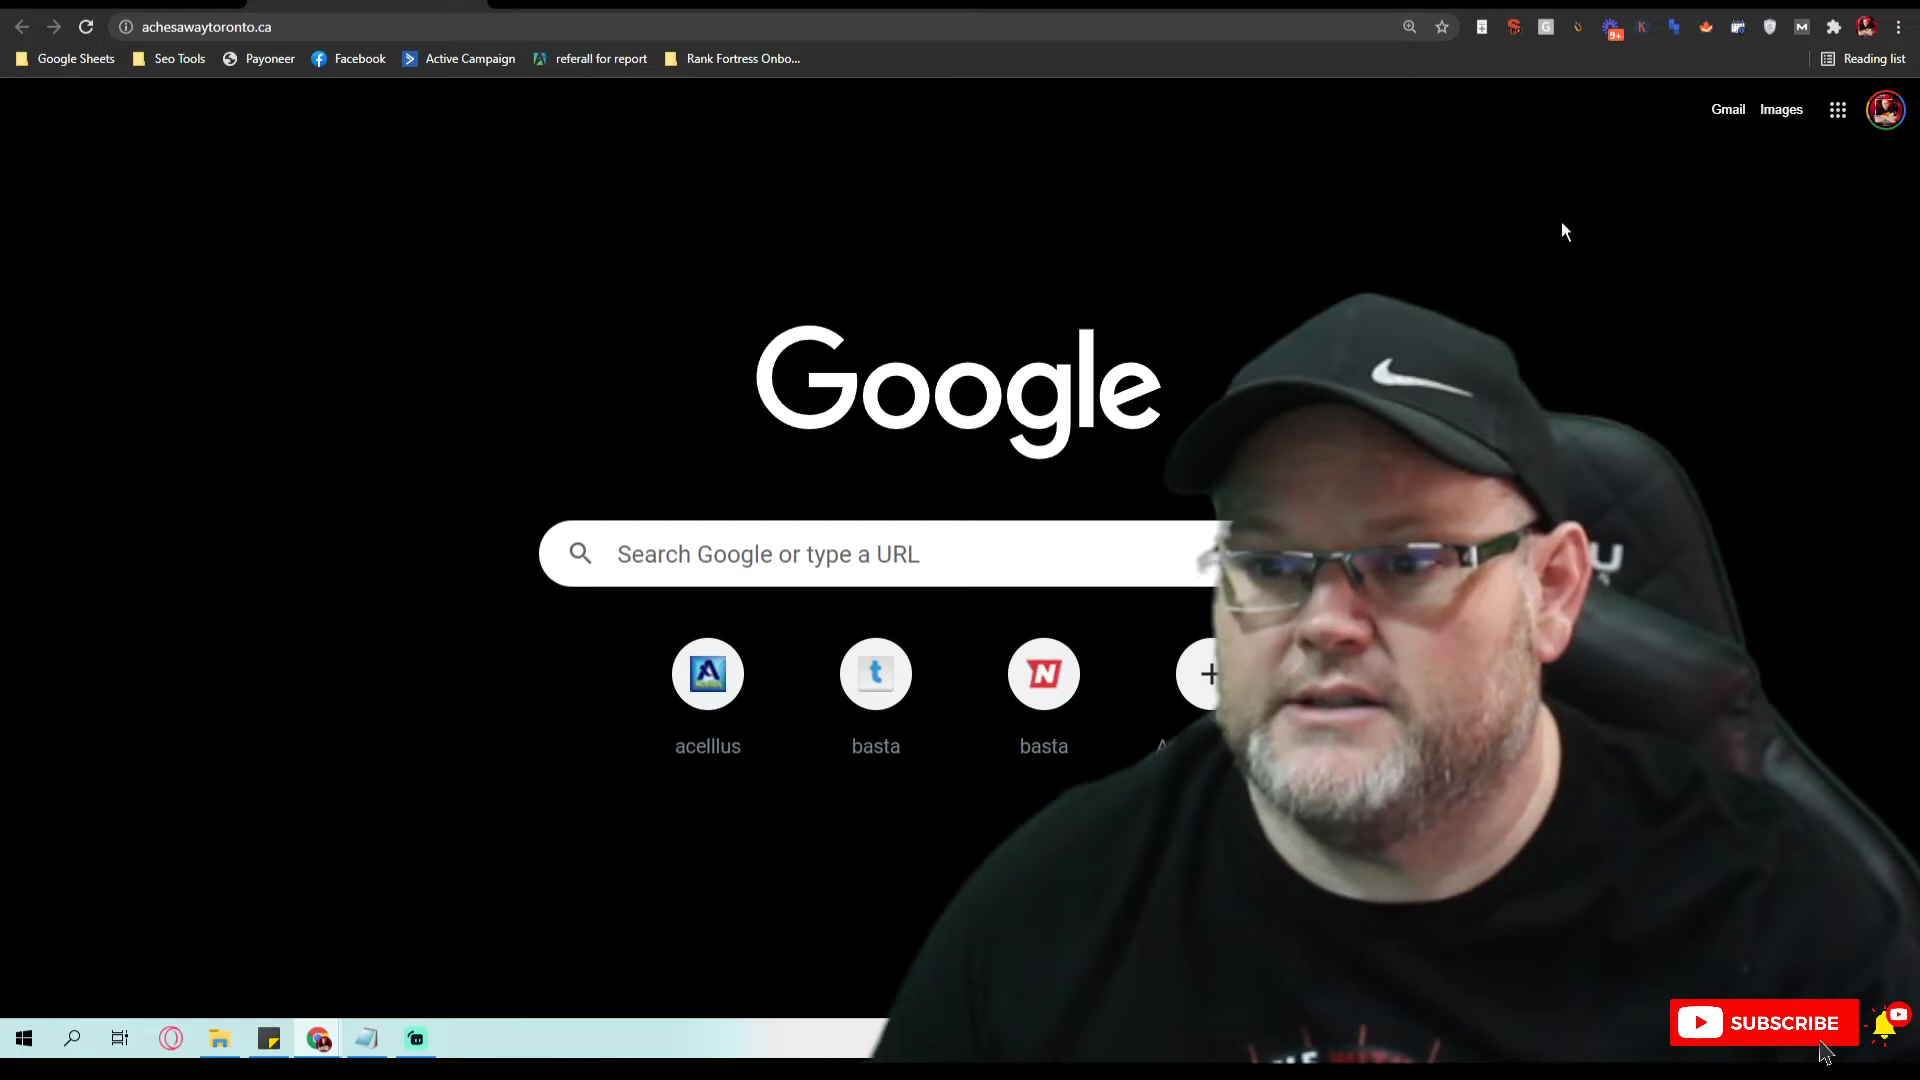 achesawaytoronto.ca
9+
Google Sheets
Seo Tools
Payoneer
Facebook
Active Campaign
referall for report
Rank Fortress Onbo...
Reading list
Gmail
Images
Google
Search Google or type a URL
acelllus
basta
basta
SUBSCRIBE